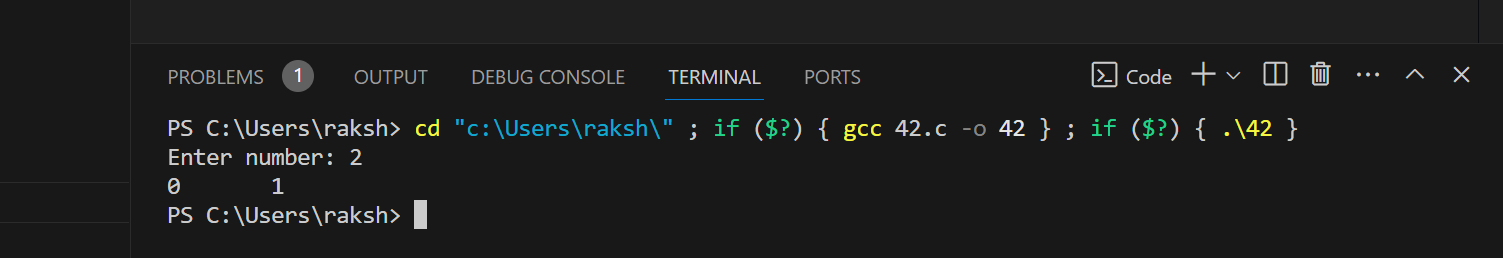 PROBLEMS 1 OUTPUT DEBUG CONSOLE TERMINAL PORTS Code
PS C:\Users\raksh> cd "c:\Users\raksh\" ; if ($?) { gcc 42.c -o 42 } ; if ($?) { .\42 }
Enter number: 2
0       1
PS C:\Users\raksh>